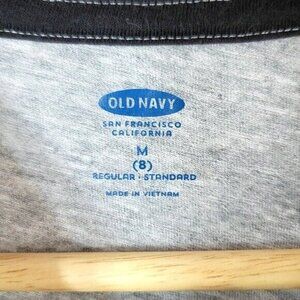 OLD NAVY
SAN FRANCISCO
CALIFORNIA
M
(8)
REGULAR · STANDARD
MADE IN VIETNAM